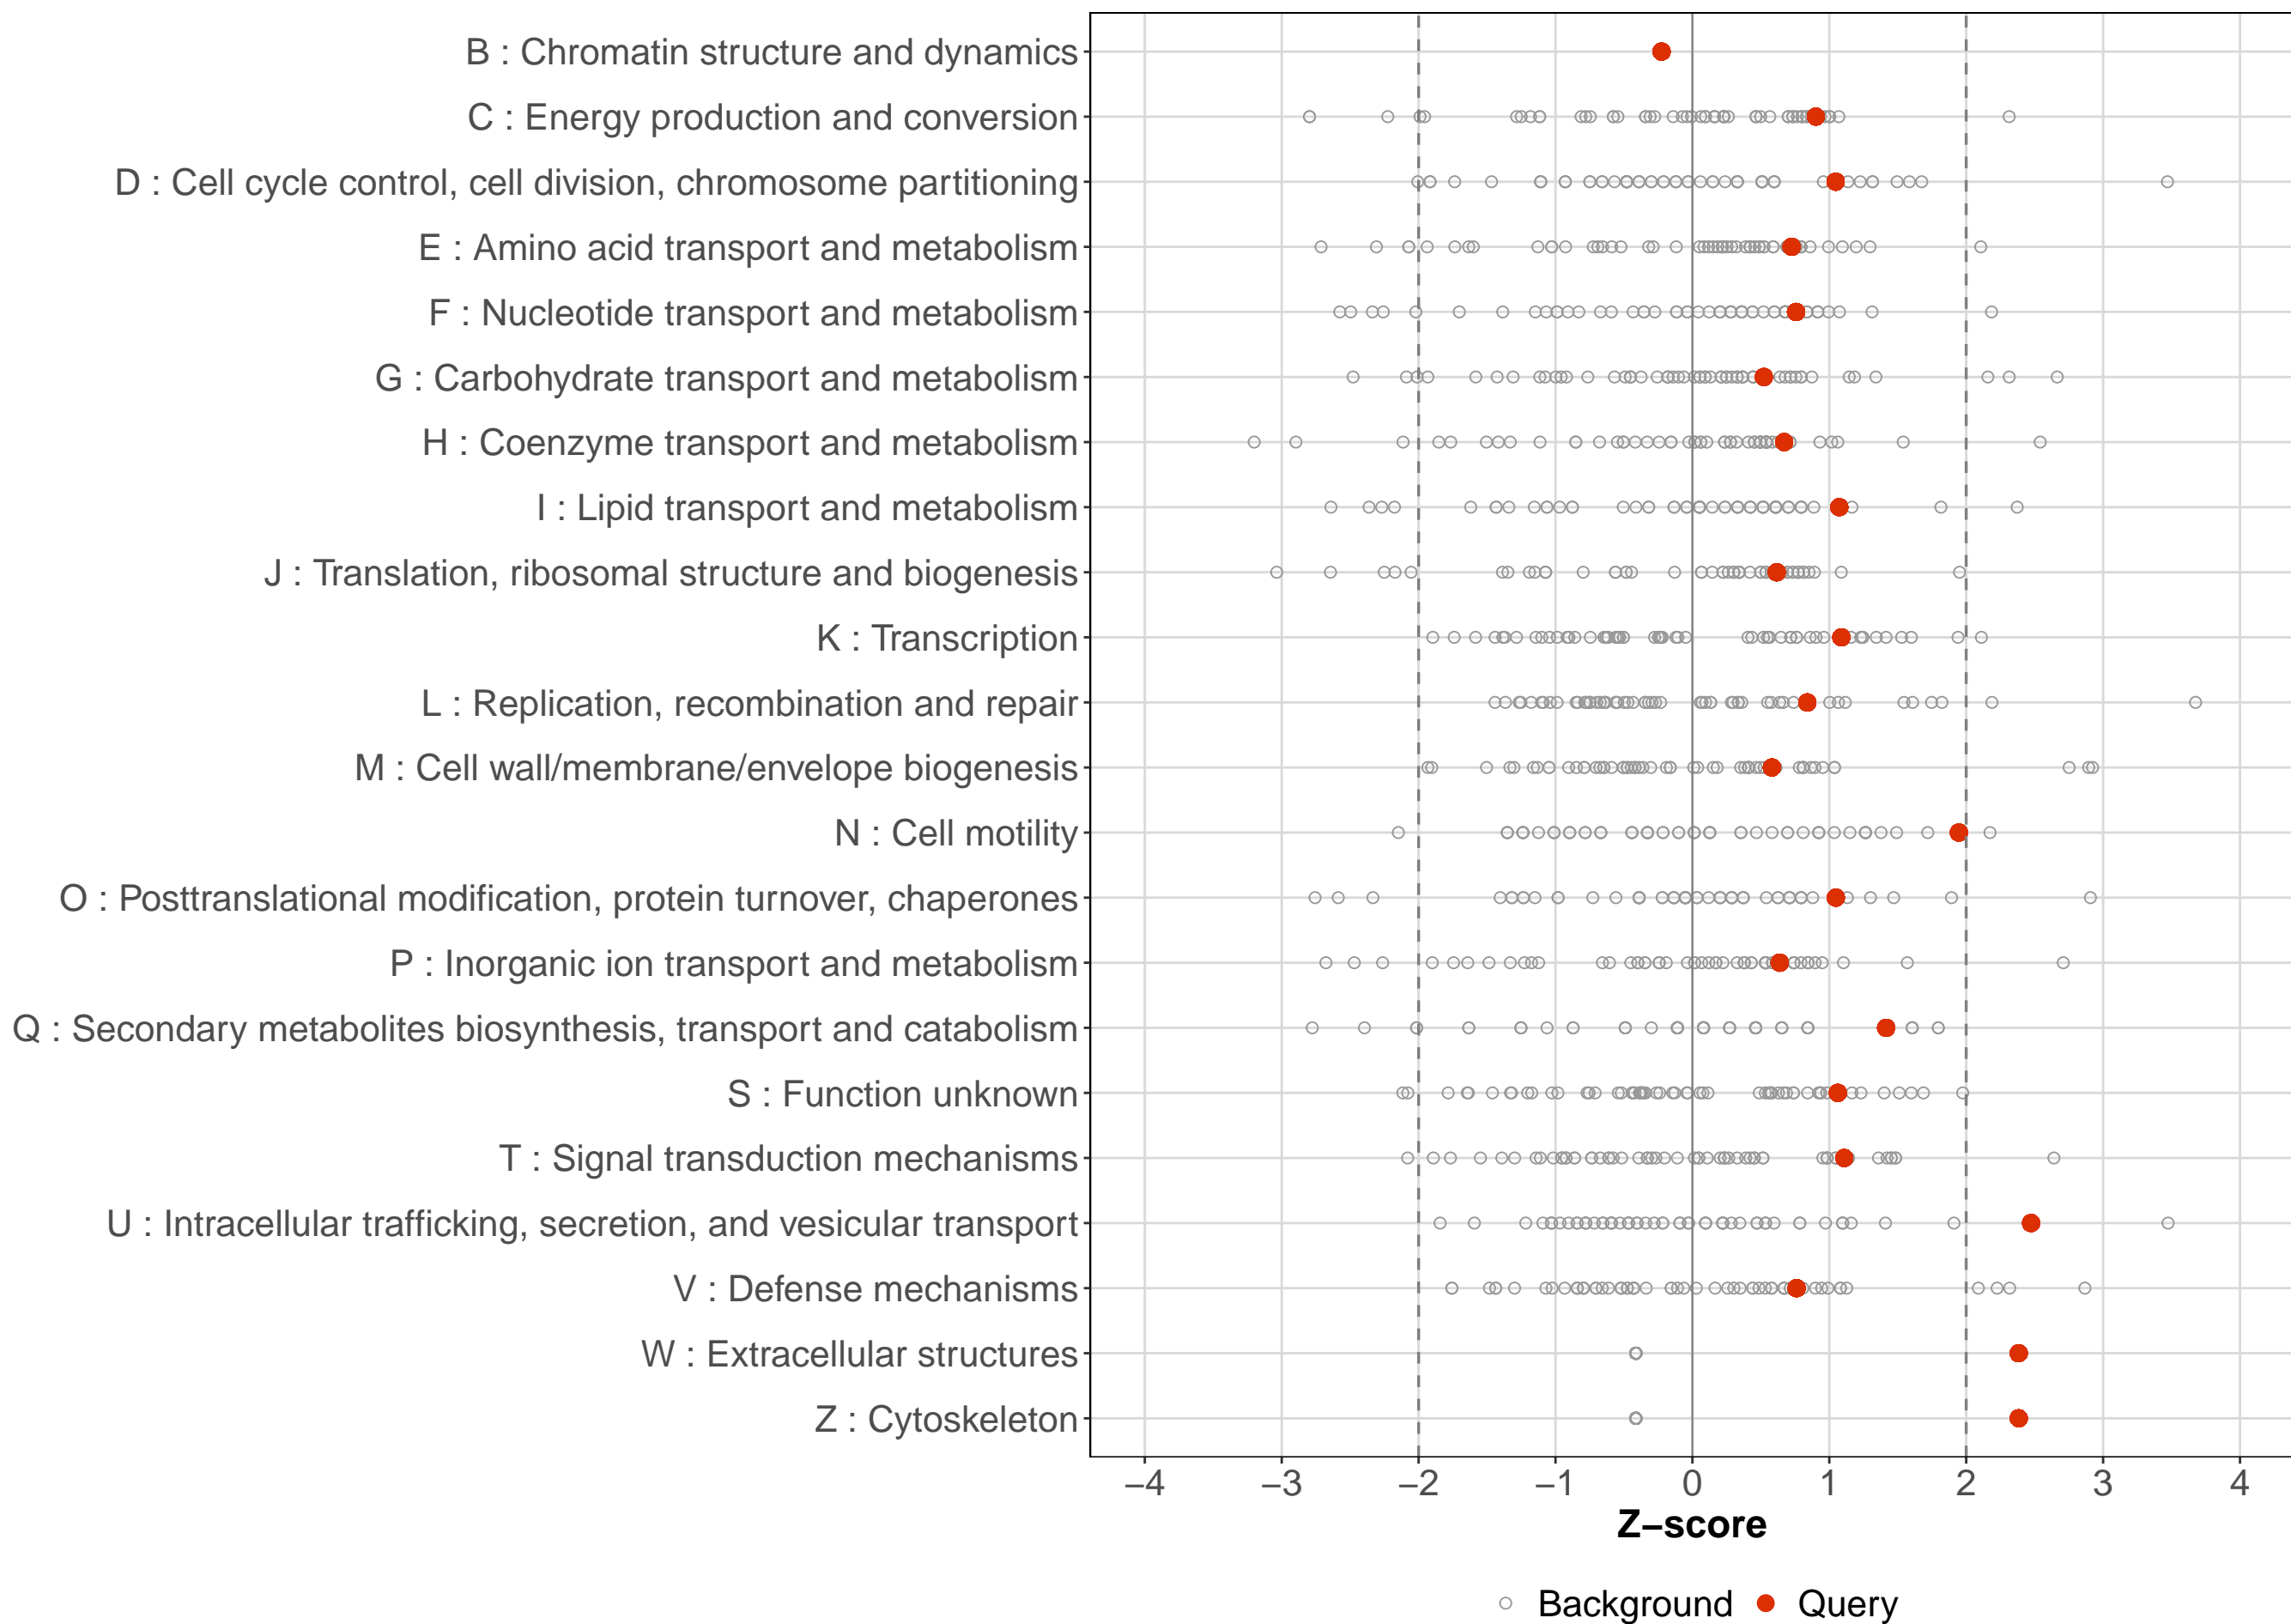 B : Chromatin structure and dynamics
C : Energy production and conversion
D : Cell cycle control, cell division, chromosome partitioning
E : Amino acid transport and metabolism
F : Nucleotide transport and metabolism
G : Carbohydrate transport and metabolism
H : Coenzyme transport and metabolism
I : Lipid transport and metabolism
J : Translation, ribosomal structure and biogenesis
K : Transcription
L : Replication, recombination and repair
M : Cell wall/membrane/envelope biogenesis
N : Cell motility
O : Posttranslational modification, protein turnover, chaperones
P : Inorganic ion transport and metabolism
Q : Secondary metabolites biosynthesis, transport and catabolism
S : Function unknown
T : Signal transduction mechanisms
U : Intracellular trafficking, secretion, and vesicular transport
V : Defense mechanisms
W : Extracellular structures
Z : Cytoskeleton
−4 −3 −2 −1 0 1 2 3 4
Z−score
Background Query